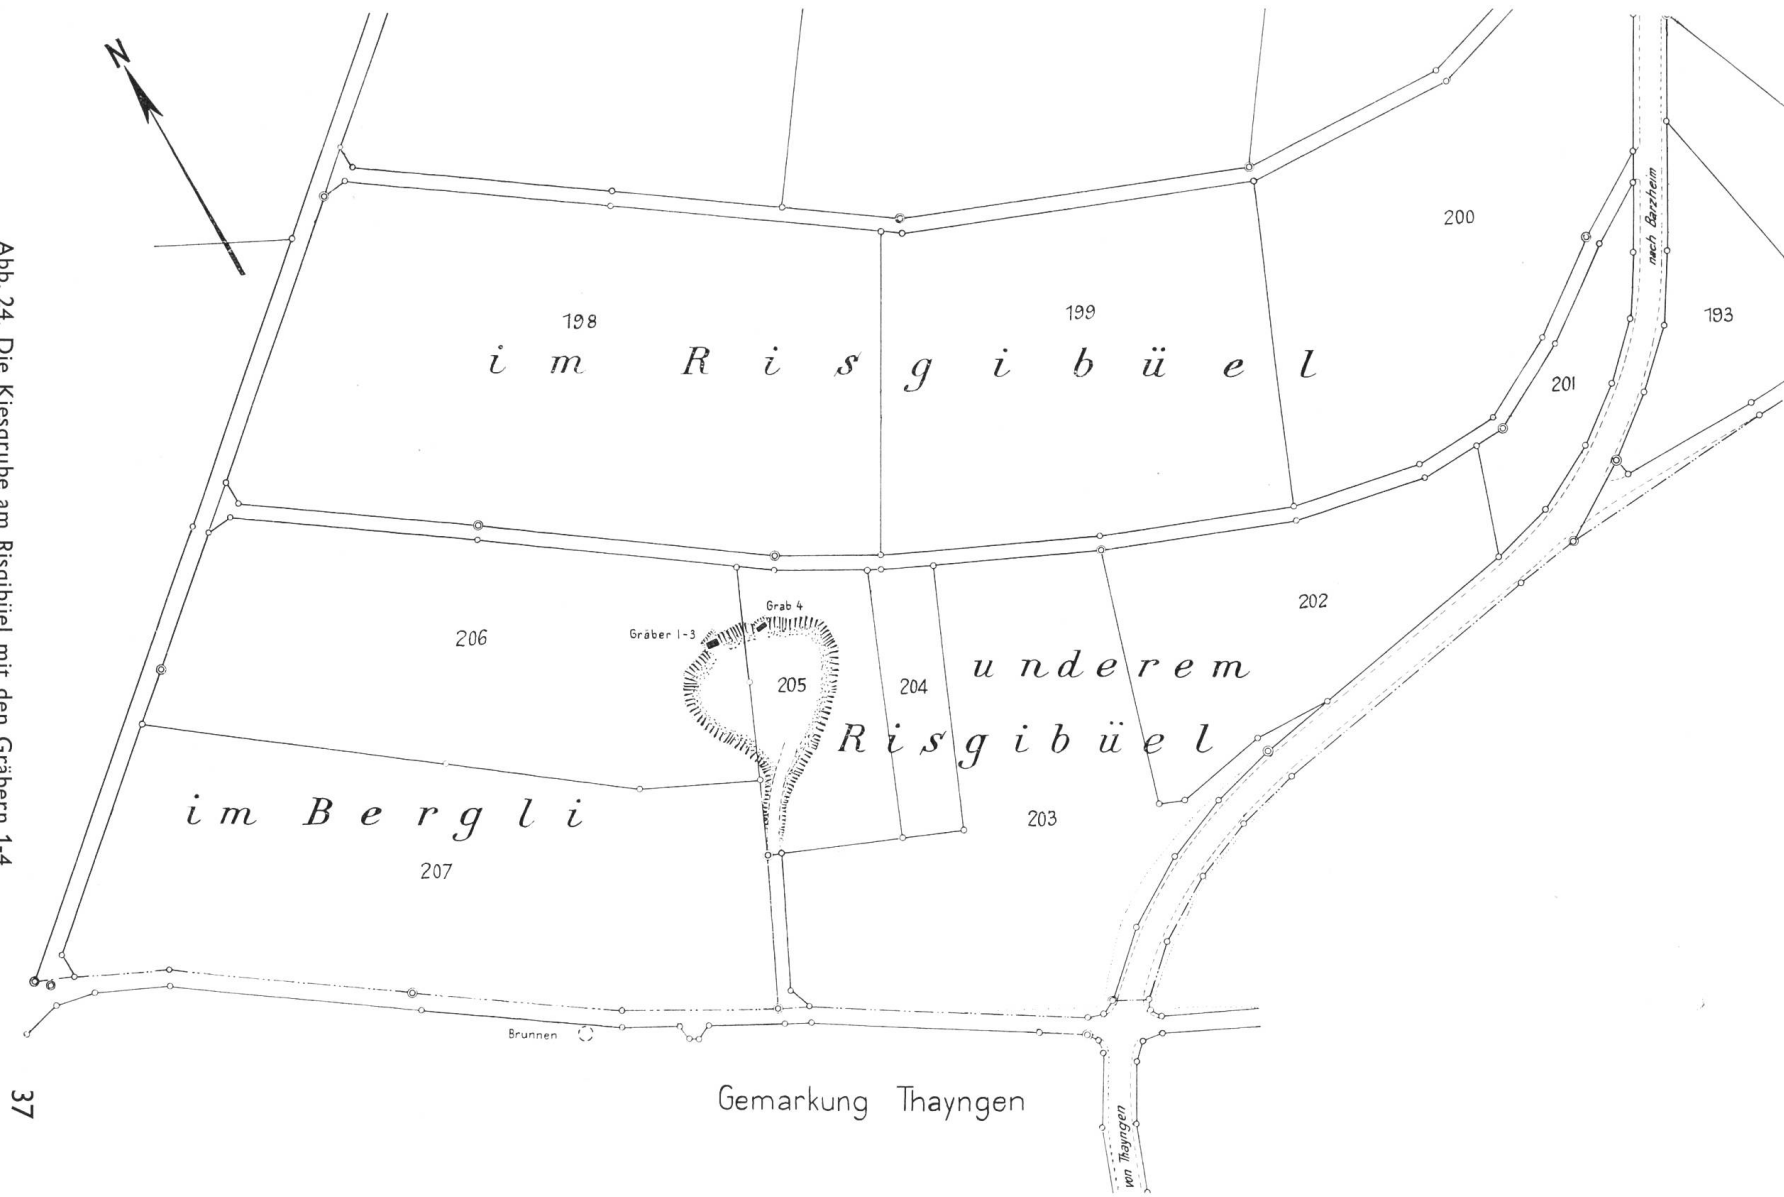 N
nach Barzheim
200
198
199
193
im Risgibüel
201
202
Grab 4
Gräber 1-3
206
205
204
underem
Risgibüel
im Bergli
203
207
Brunnen
Gemarkung Thayngen
von Thayngen
Abb. 24. Die Kiesgrube am Risgibüel mit den Gräbern 1-4
37